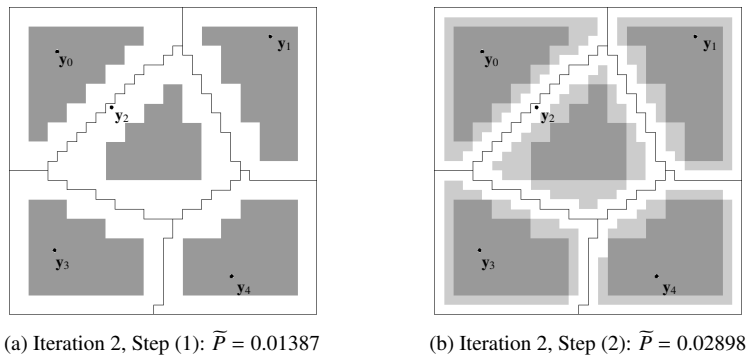 y0
y1
y2
y3
y4
(a) Iteration 2, Step (1): P̃ = 0.01387
y0
y1
y2
y3
y4
(b) Iteration 2, Step (2): P̃ = 0.02898